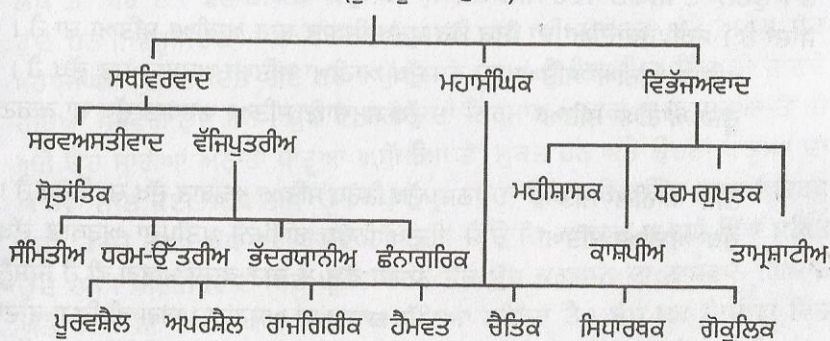 ਸਥਵਿਰਵਾਦ ਮਹਾਸੰਘਿਕ ਵਿਭੱਜਅਵਾਦ
ਸਰਵਅਸਤੀਵਾਦ ਵੱਜਿਪੁਤਰੀਅ
ਸ੍ਰੋਤਾਂਤਿਕ ਮਹੀਸ਼ਾਸਕ ਧਰਮਗੁਪਤਕ
ਸੰਮਿਤੀਅ ਧਰਮ-ਉੱਤਰੀਅ ਭੱਦਰਯਾਨੀਅ ਛੰਨਾਗਰਿਕ ਕਾਸ਼ਪੀਅ ਤਾਮ੍ਰਸ਼ਾਟੀਅ
ਪੂਰਵਸ਼ੈਲ ਅਪਰਸ਼ੈਲ ਰਾਜਗਿਰੀਕ ਹੈਮਵਤ ਚੈਤਿਕ ਸਿਧਾਰਥਕ ਗੋਕੁਲਿਕ